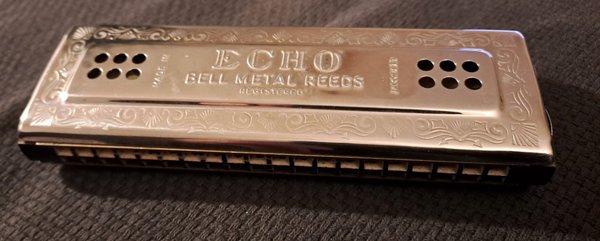 ECHO
BELL METAL REEDS
REGISTERED
MADE IN